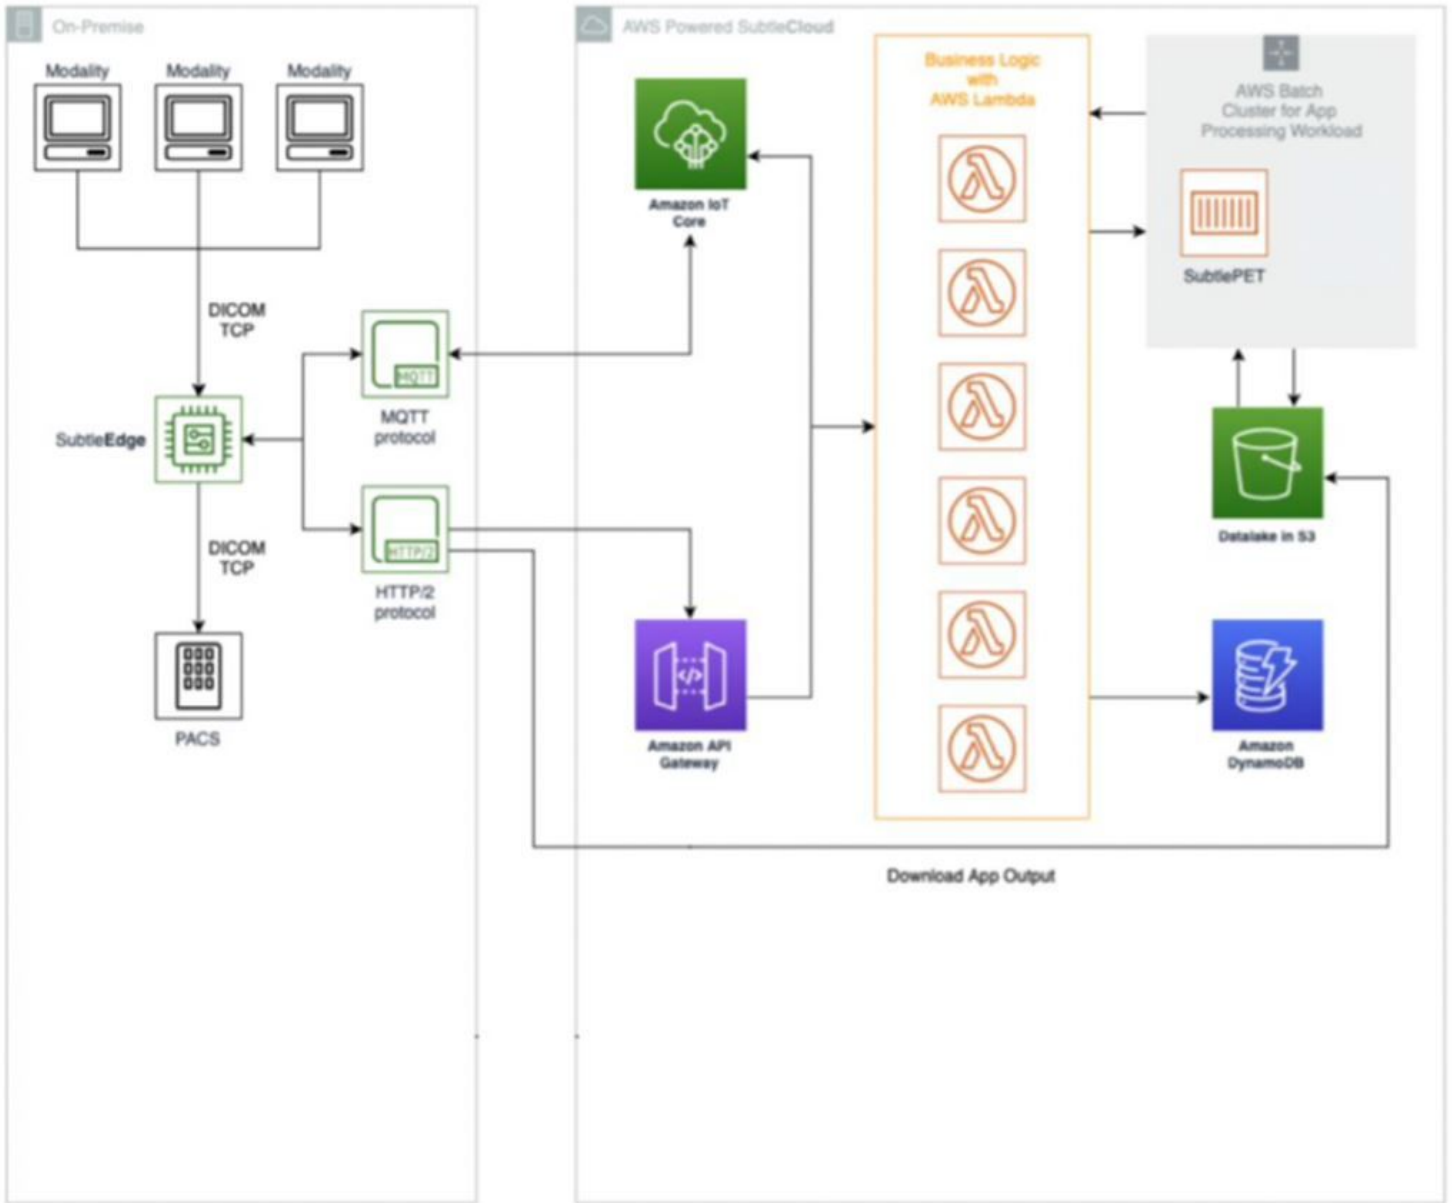 On-Premise
AWS Powered SubtleCloud
Modality
Modality
Modality
DICOM
TCP
SubtleEdge
DICOM
TCP
PACS
MQTT
MQTT
protocol
HTTP/2
HTTP/2
protocol
Amazon IoT
Core
Amazon API
Gateway
Business Logic
with
AWS Lambda
AWS Batch
Cluster for App
Processing Workload
SubtlePET
Datalake in S3
Amazon
DynamoDB
Download App Output